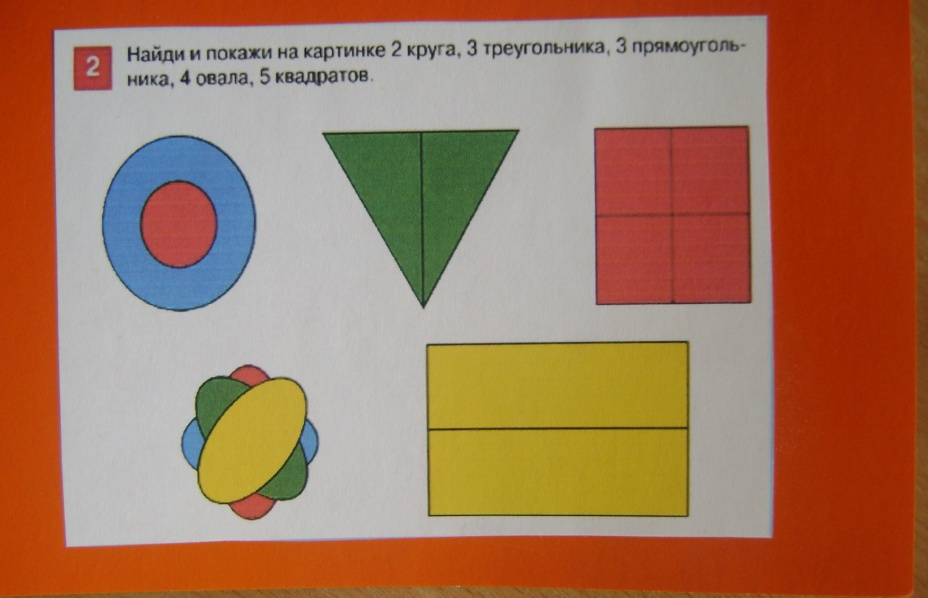 2
Найди и покажи на картинке 2 круга, 3 треугольника, 3 прямоуголь-
ника, 4 овала, 5 квадратов.